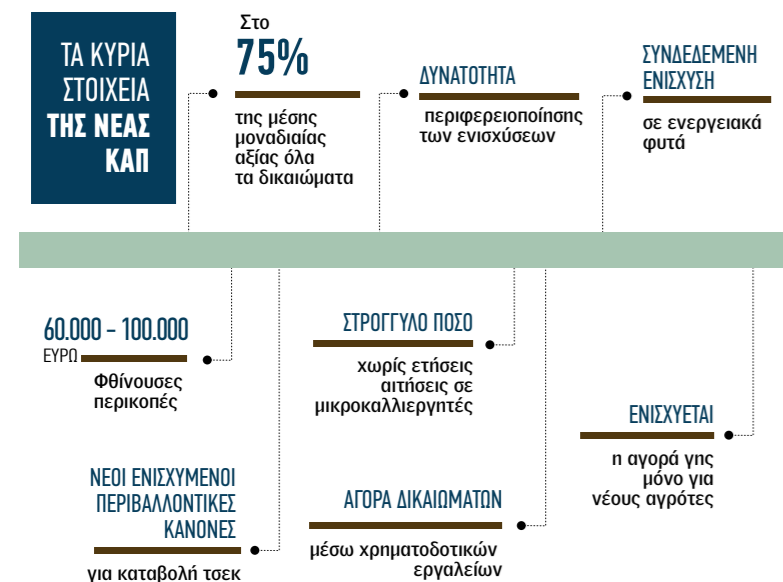 ΤΑ ΚΥΡΙΑ
ΣΤΟΙΧΕΙΑ
ΤΗΣ ΝΕΑΣ
ΚΑΠ
Στο
75%
της μέσης
μοναδιαίας
αξίας όλα
τα δικαιώματα
ΔΥΝΑΤΟΤΗΤΑ
περιφερειοποίησης
των ενισχύσεων
ΣΥΝΔΕΔΕΜΕΝΗ
ΕΝΙΣΧΥΣΗ
σε ενεργειακά
φυτά
60.000 – 100.000
ΕΥΡΩ
Φθίνουσες
περικοπές
ΣΤΡΟΓΓΥΛΟ ΠΟΣΟ
χωρίς ετήσεις
αιτήσεις σε
μικροκαλλιεργητές
ΕΝΙΣΧΥΕΤΑΙ
η αγορά γης
μόνο για
νέους αγρότες
ΝΕΟΙ ΕΝΙΣΧΥΜΕΝΟΙ
ΠΕΡΙΒΑΛΛΟΝΤΙΚΕΣ
ΚΑΝΟΝΕΣ
για καταβολή τσεκ
ΑΓΟΡΑ ΔΙΚΑΙΩΜΑΤΩΝ
μέσω χρηματοδοτικών
εργαλείων